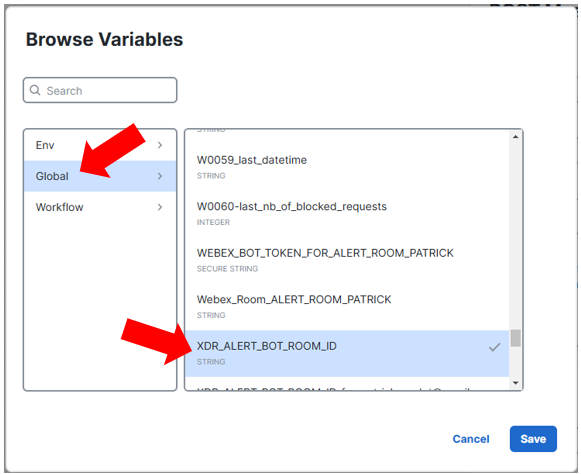 Browse Variables
Search
Env
Global
Workflow
STRING
W0059_last_datetime
STRING
W0060-last_nb_of_blocked_requests
INTEGER
WEBEX_BOT_TOKEN_FOR_ALERT_ROOM_PATRICK
SECURE STRING
Webex_Room_ALERT_ROOM_PATRICK
STRING
XDR_ALERT_BOT_ROOM_ID
STRING
Cancel
Save